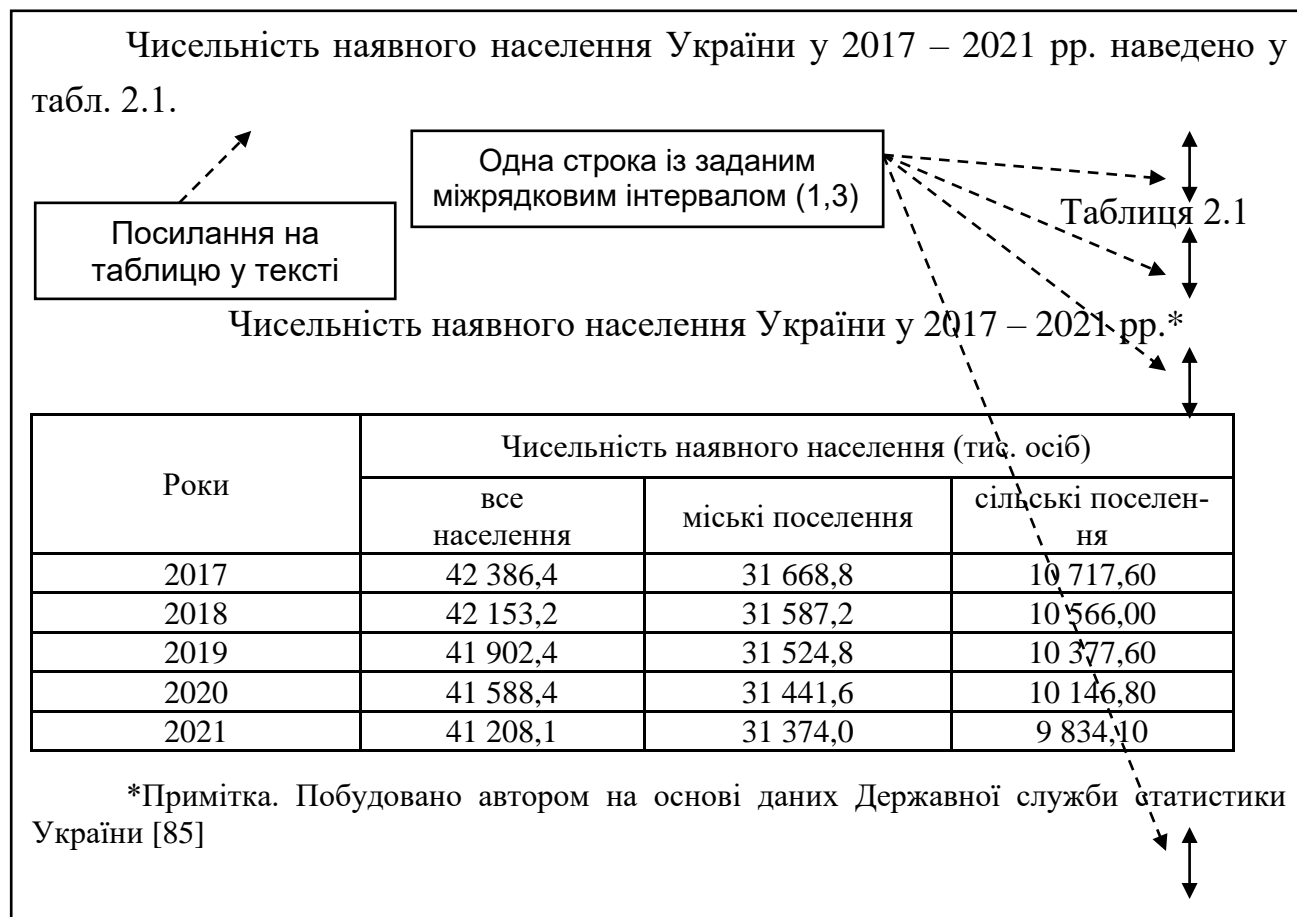 Чисельність наявного населення України у 2017 – 2021 рр. наведено у
табл. 2.1.
Одна строка із заданим
міжрядковим інтервалом (1,3)
Посилання на
таблицю у тексті
Таблиця 2.1
Чисельність наявного населення України у 2017 – 2021 рр.*
Роки
Чисельність наявного населення (тис. осіб)
все
населення
міські поселення
сільські поселен-
ня
2017 42 386,4 31 668,8 10 717,60
2018 42 153,2 31 587,2 10 566,00
2019 41 902,4 31 524,8 10 377,60
2020 41 588,4 31 441,6 10 146,80
2021 41 208,1 31 374,0 9 834,10
*Примітка. Побудовано автором на основі даних Державної служби статистики
України [85]